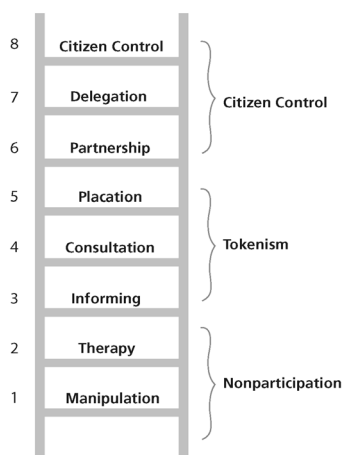 8 Citizen Control
7 Delegation
Citizen Control
6 Partnership
5 Placation
4 Consultation
Tokenism
3 Informing
2 Therapy
Nonparticipation
1 Manipulation